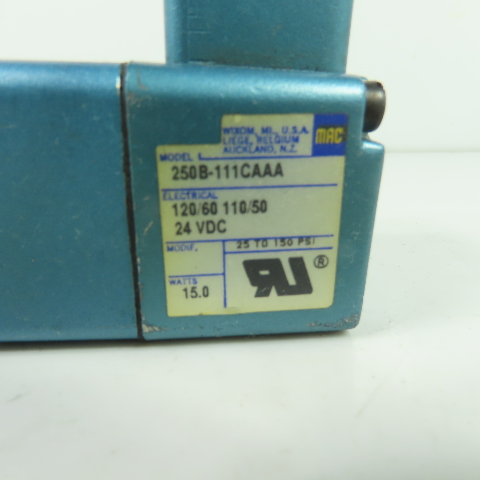 WIXOM, MI., U.S.A.
LIEGE, BELGIUM
AUCKLAND, N.Z.
MAC
MODEL
250B-111CAAA
ELECTRICAL
120/60 110/50
24 VDC
MODIF.
25 TO 150 PSI
WATTS
15.0
RU ®